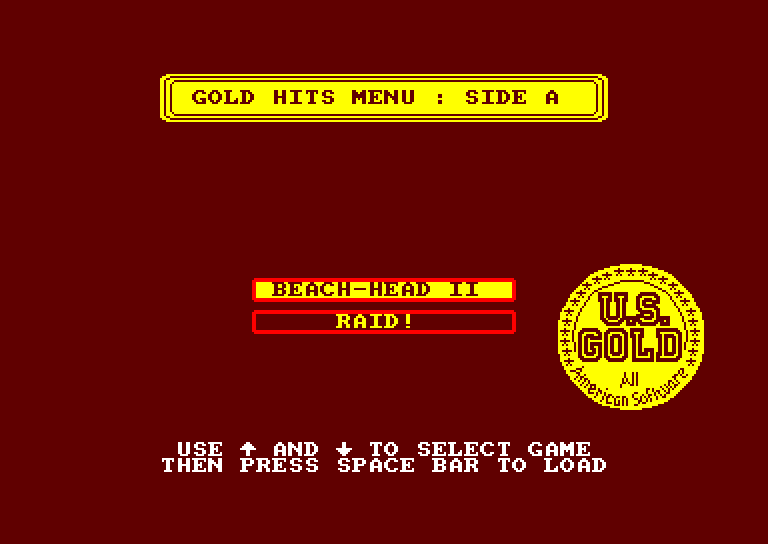 GOLD HITS MENU : SIDE A
BEACH-HEAD II
RAID!
U.S.
GOLD
All
American Software
USE ↑ AND ↓ TO SELECT GAME
THEN PRESS SPACE BAR TO LOAD